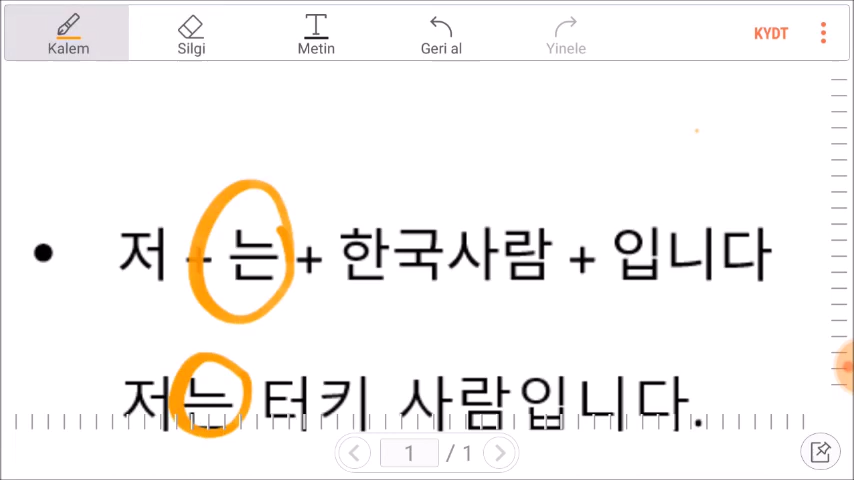 Kalem Silgi Metin Geri al Yinele KYDT
• 저 + 는 + 한국사람 + 입니다
저는 터키 사람입니다.
1 / 1